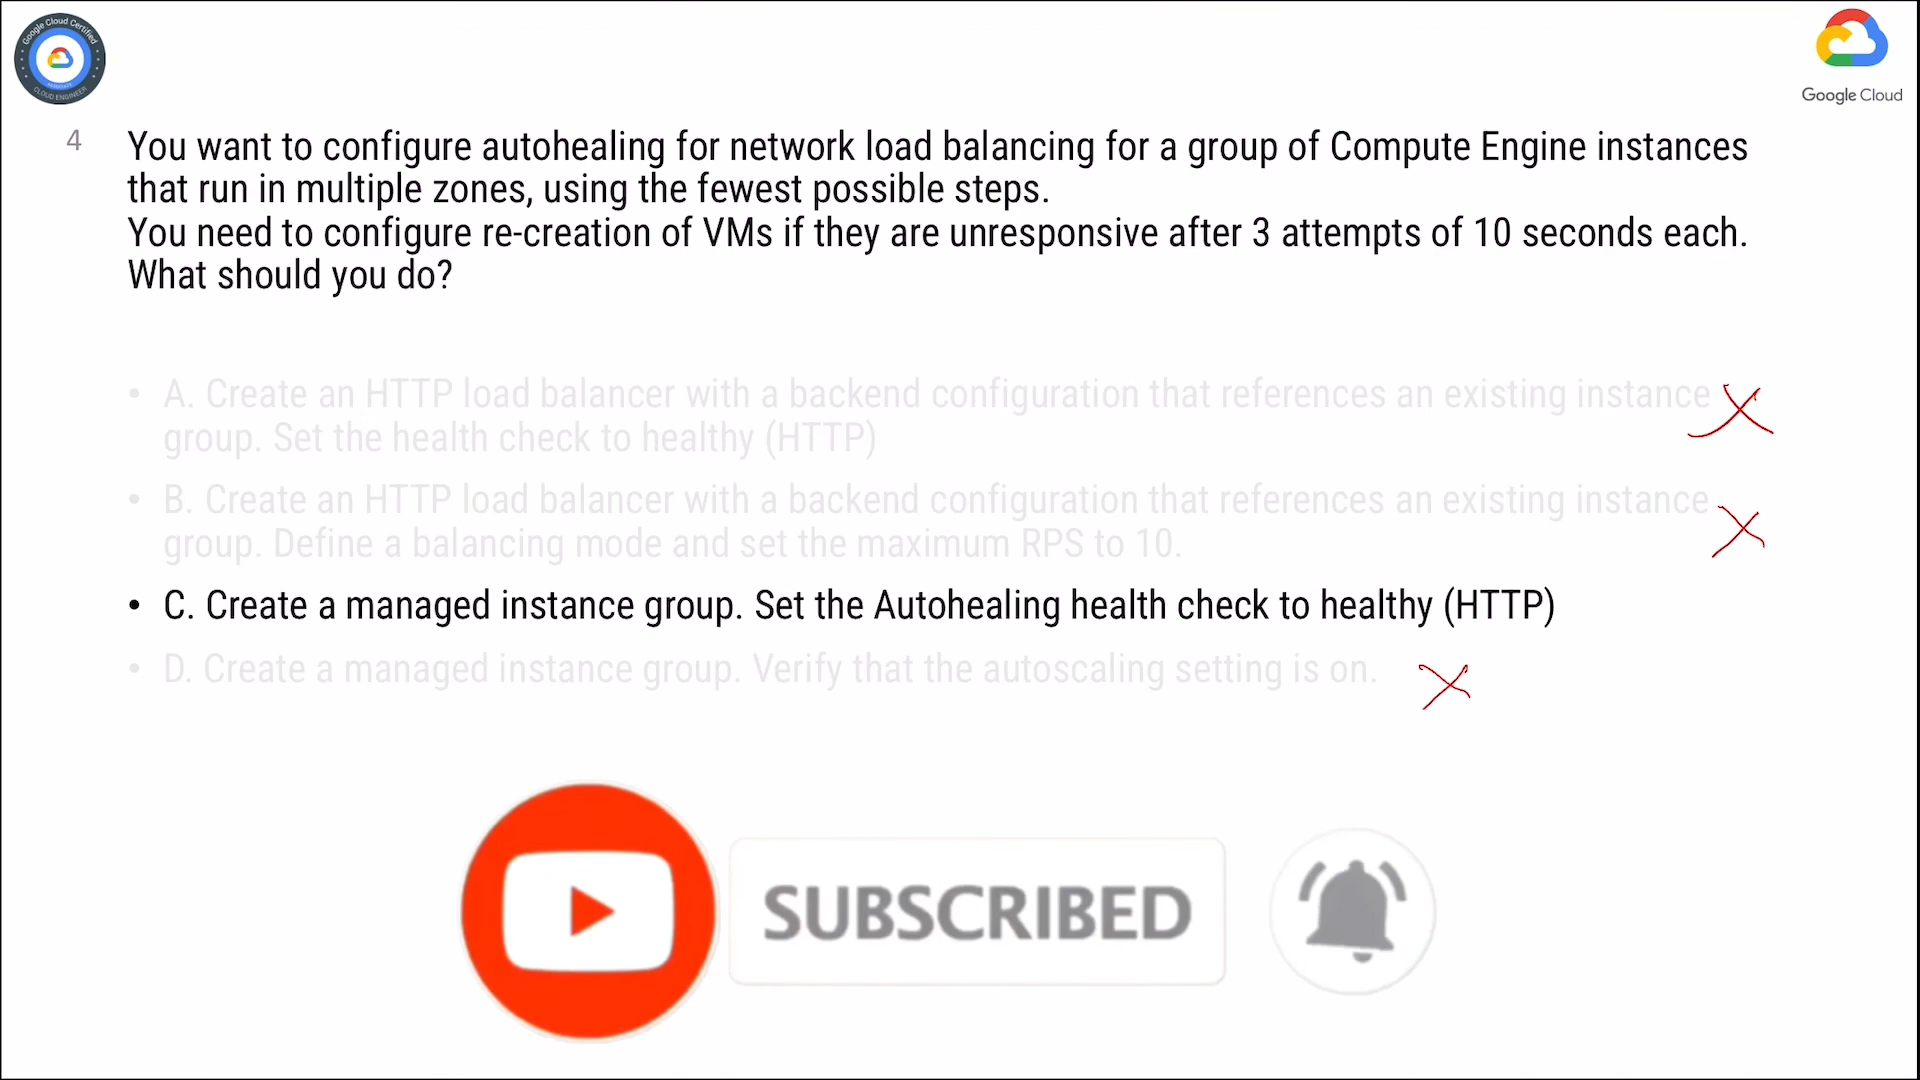 Google Cloud Certified
ASSOCIATE
CLOUD ENGINEER
Google Cloud
4
You want to configure autohealing for network load balancing for a group of Compute Engine instances
that run in multiple zones, using the fewest possible steps.
You need to configure re-creation of VMs if they are unresponsive after 3 attempts of 10 seconds each.
What should you do?
• A. Create an HTTP load balancer with a backend configuration that references an existing instance
group. Set the health check to healthy (HTTP)
• B. Create an HTTP load balancer with a backend configuration that references an existing instance
group. Define a balancing mode and set the maximum RPS to 10.
• C. Create a managed instance group. Set the Autohealing health check to healthy (HTTP)
• D. Create a managed instance group. Verify that the autoscaling setting is on.
SUBSCRIBED